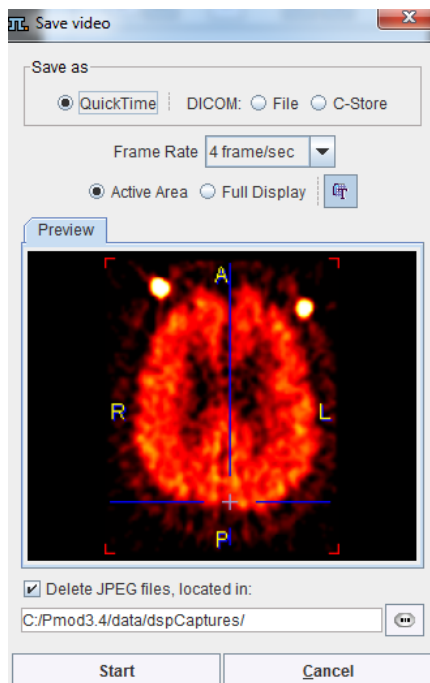 Save video
Save as
QuickTime DICOM: File C-Store
Frame Rate 4 frame/sec
Active Area Full Display
Preview
A
R L
P
Delete JPEG files, located in:
C:/Pmod3.4/data/dspCaptures/
Start Cancel